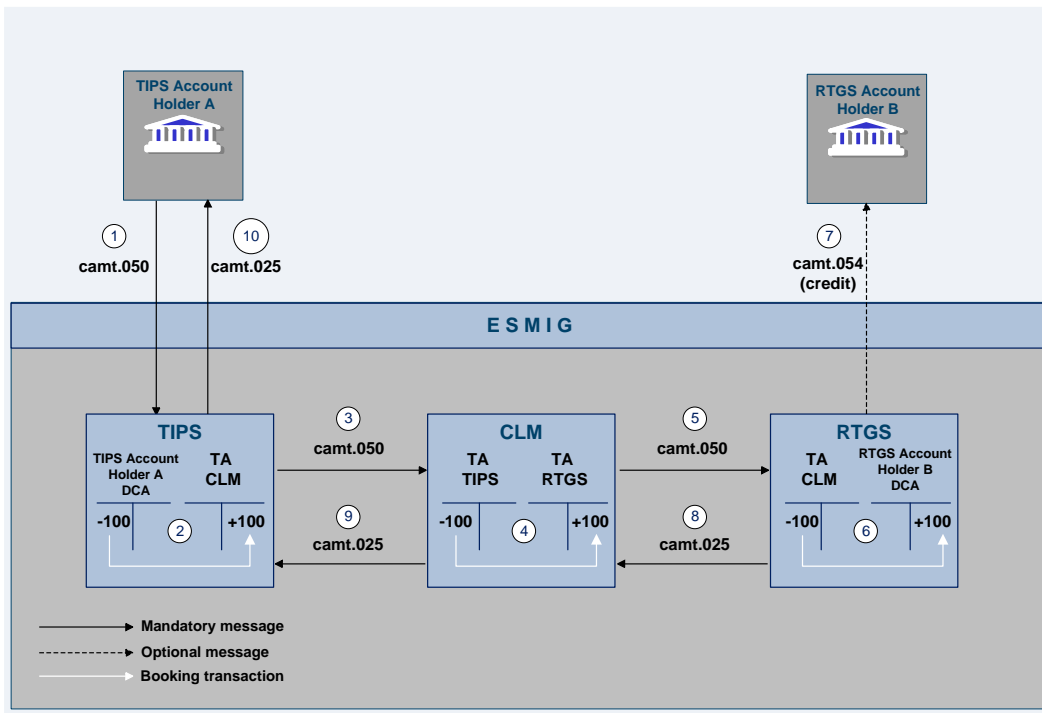 TIPS Account
Holder A
RTGS Account
Holder B
1
camt.050
10
camt.025
7
camt.054
(credit)
E S M I G
TIPS
TIPS Account
Holder A
DCA
TA
CLM
-100
2
+100
3
camt.050
9
camt.025
CLM
TA
TIPS
TA
RTGS
-100
4
+100
5
camt.050
8
camt.025
RTGS
TA
CLM
RTGS Account
Holder B
DCA
-100
6
+100
Mandatory message
Optional message
Booking transaction